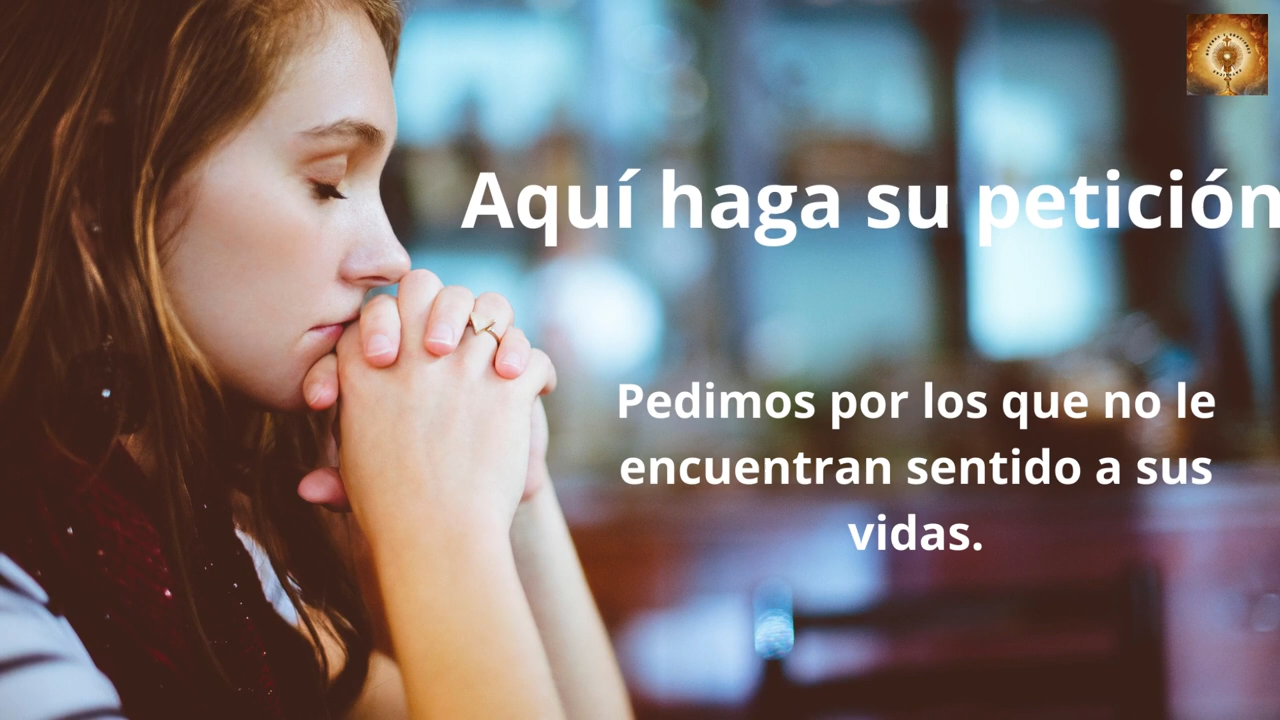 Aquí haga su petición
Pedimos por los que no le
encuentran sentido a sus
vidas.